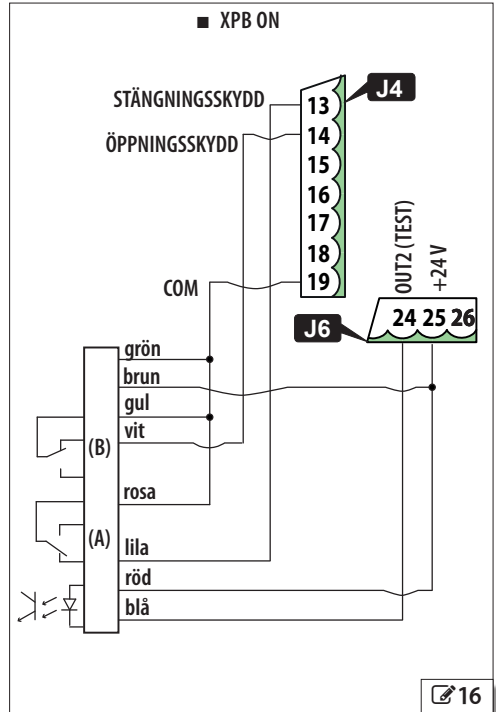 ■ XPB ON
J4
STÄNGNINGSSKYDD
13
ÖPPNINGSSKYDD
14
15
16
17
18
COM
19
OUT2 (TEST)
+24 V
J6
24 25 26
grön
brun
gul
vit
(B)
rosa
(A)
lila
röd
blå
16